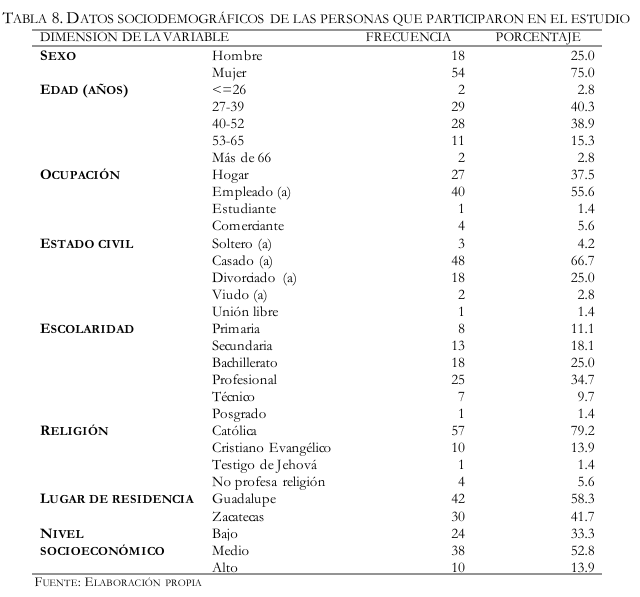 TABLA 8. DATOS SOCIODEMOGRÁFICOS DE LAS PERSONAS QUE PARTICIPARON EN EL ESTUDIO
DIMENSION DE LA VARIABLE FRECUENCIA PORCENTAJE
SEXO Hombre 18 25.0
Mujer 54 75.0
EDAD (AÑOS) <=26 2 2.8
27-39 29 40.3
40-52 28 38.9
53-65 11 15.3
Más de 66 2 2.8
OCUPACIÓN Hogar 27 37.5
Empleado (a) 40 55.6
Estudiante 1 1.4
Comerciante 4 5.6
ESTADO CIVIL Soltero (a) 3 4.2
Casado (a) 48 66.7
Divorciado (a) 18 25.0
Viudo (a) 2 2.8
Unión libre 1 1.4
ESCOLARIDAD Primaria 8 11.1
Secundaria 13 18.1
Bachillerato 18 25.0
Profesional 25 34.7
Técnico 7 9.7
Posgrado 1 1.4
RELIGIÓN Católica 57 79.2
Cristiano Evangélico 10 13.9
Testigo de Jehová 1 1.4
No profesa religión 4 5.6
LUGAR DE RESIDENCIA Guadalupe 42 58.3
Zacatecas 30 41.7
NIVEL Bajo 24 33.3
SOCIOECONÓMICO Medio 38 52.8
Alto 10 13.9
FUENTE: ELABORACIÓN PROPIA